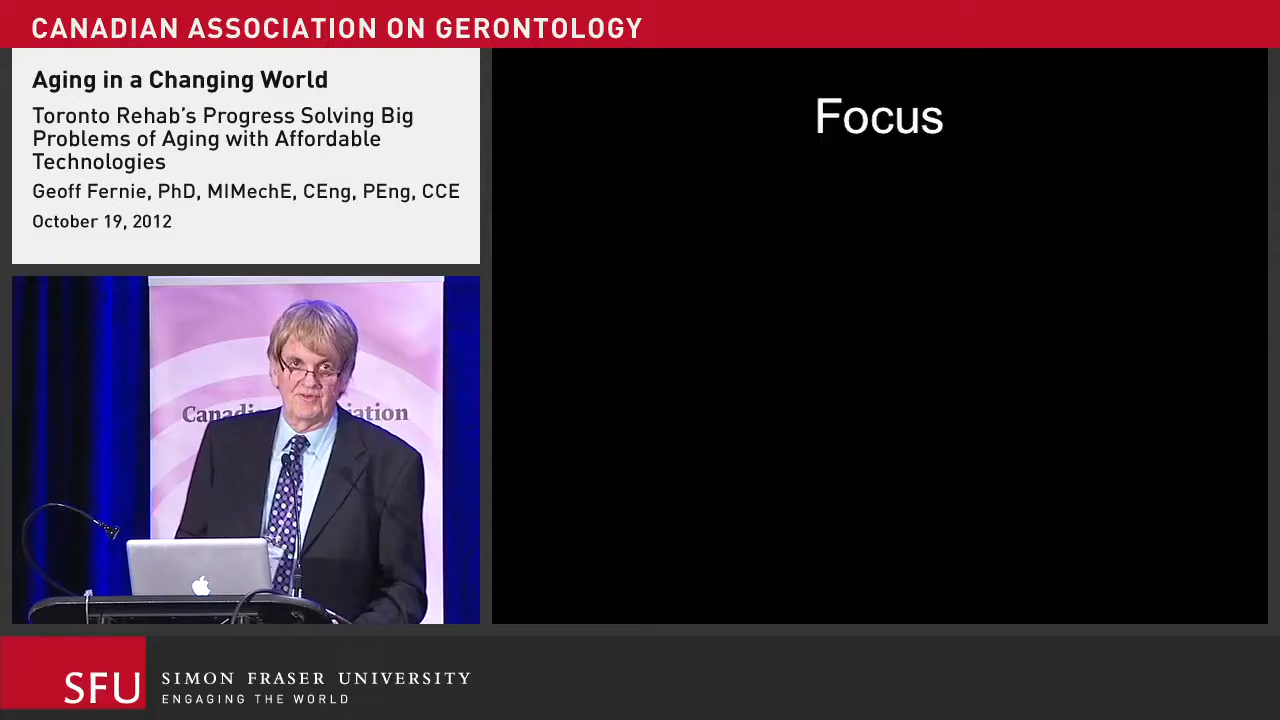 CANADIAN ASSOCIATION ON GERONTOLOGY
Aging in a Changing World
Toronto Rehab's Progress Solving Big
Problems of Aging with Affordable
Technologies
Geoff Fernie, PhD, MIMechE, CEng, PEng, CCE
October 19, 2012
Focus
SFU
SIMON FRASER UNIVERSITY
ENGAGING THE WORLD